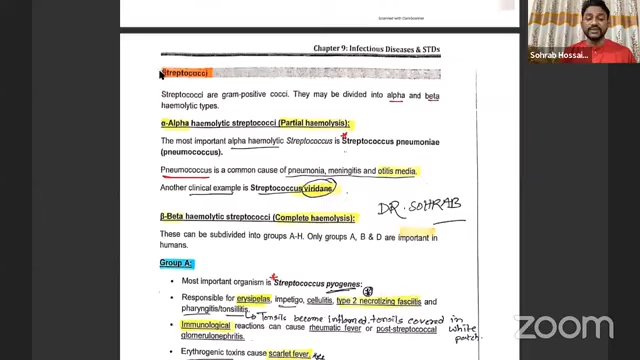 Scanned with CamScanner
Sohrab Hossai...
Chapter 9: Infectious Diseases & STDs
Streptococci
Streptococci are gram-positive cocci. They may be divided into alpha and beta
haemolytic types.
α-Alpha haemolytic streptococci (Partial haemolysis):
The most important alpha haemolytic Streptococcus is Streptococcus pneumoniae
(pneumococcus).
Pneumococcus is a common cause of pneumonia, meningitis and otitis media.
Another clinical example is Streptococcus viridans
DR. SOHRAB
β-Beta haemolytic streptococci (Complete haemolysis):
These can be subdivided into groups A-H. Only groups A, B & D are important in
humans.
Group A
• Most important organism is Streptococcus pyogenes:
• Responsible for erysipelas, impetigo, cellulitis, type 2 necrotizing fasciitis and
pharyngitis/tonsillitis.
Tonsils become inflamed, tonsils covered in
white
patch.
• Immunological reactions can cause rheumatic fever or post-streptococcal
glomerulonephritis.
• Erythrogenic toxins cause scarlet fever.
zoom